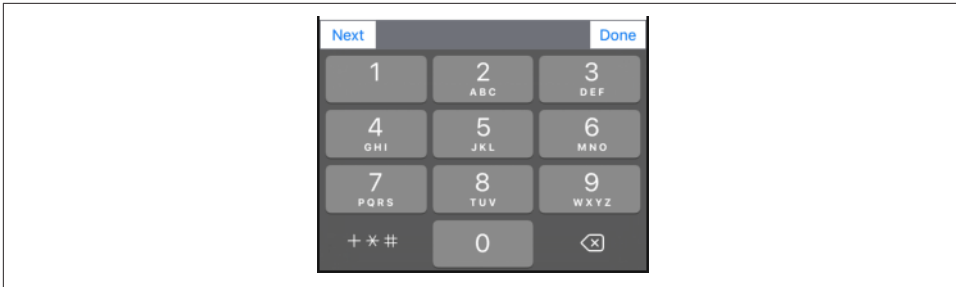 Next Done
1 2 3
ABC DEF
4 5 6
GHI JKL MNO
7 8 9
PQRS TUV WXYZ
+*# 0